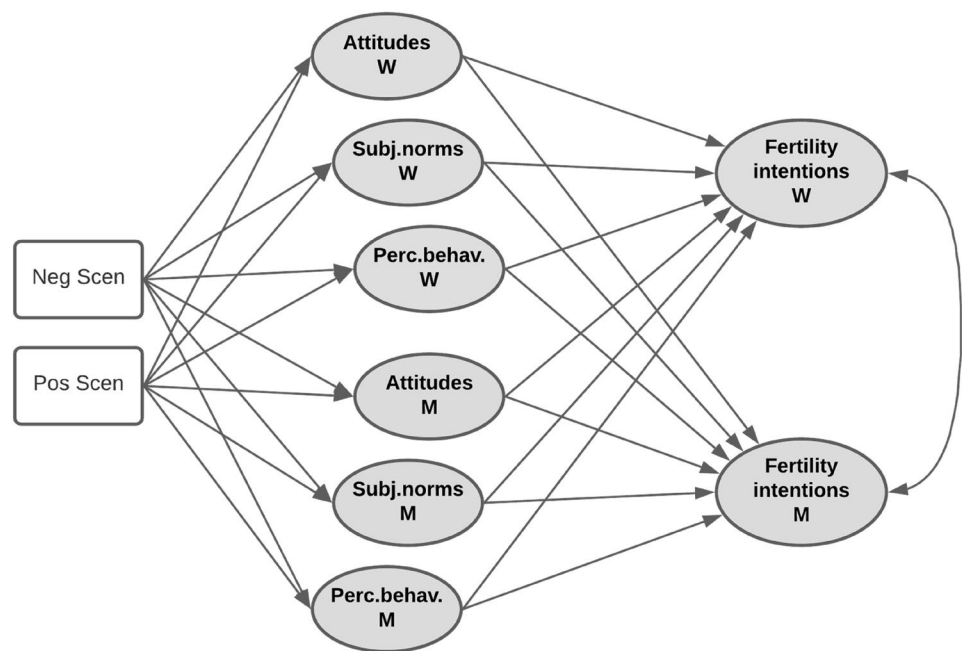 Neg Scen
Pos Scen
Attitudes
W
Subj.norms
W
Perc.behav.
W
Attitudes
M
Subj.norms
M
Perc.behav.
M
Fertility
intentions
W
Fertility
intentions
M